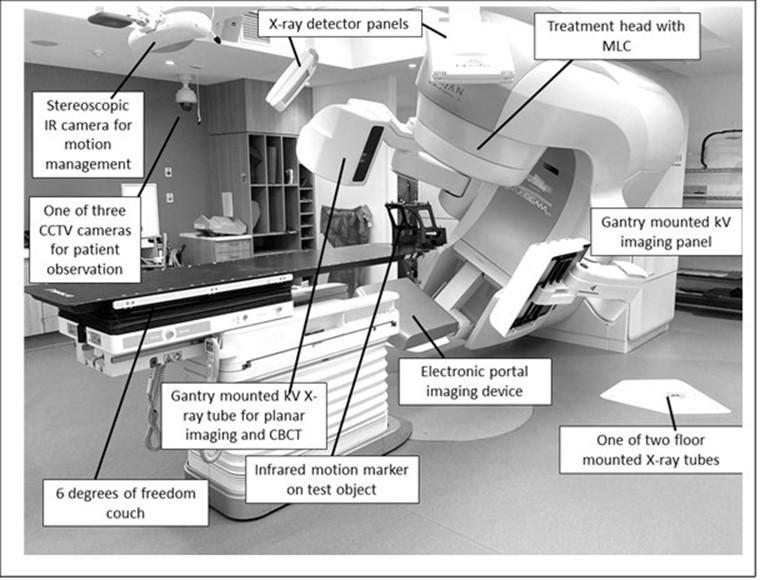 X-ray detector panels
Treatment head with
MLC
Stereoscopic
IR camera for
motion
management
One of three
CCTV cameras
for patient
observation
Gantry mounted kV
imaging panel
Electronic portal
imaging device
Gantry mounted kV X-
ray tube for planar
imaging and CBCT
One of two floor
mounted X-ray tubes
Infrared motion marker
on test object
6 degrees of freedom
couch